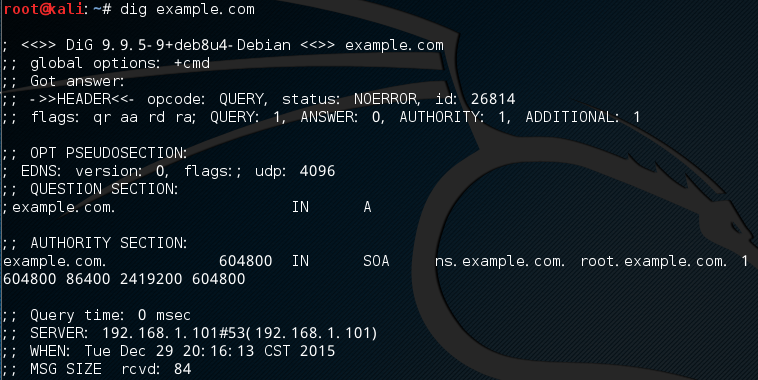 root@kali:~# dig example.com
; <<>> DiG 9.9.5-9+deb8u4-Debian <<>> example.com
;; global options: +cmd
;; Got answer:
;; ->>HEADER<<- opcode: QUERY, status: NOERROR, id: 26814
;; flags: qr aa rd ra; QUERY: 1, ANSWER: 0, AUTHORITY: 1, ADDITIONAL: 1
;; OPT PSEUDOSECTION:
; EDNS: version: 0, flags:; udp: 4096
;; QUESTION SECTION:
;example.com. IN A
;; AUTHORITY SECTION:
example.com. 604800 IN SOA ns.example.com. root.example.com. 1
604800 86400 2419200 604800
;; Query time: 0 msec
;; SERVER: 192.168.1.101#53(192.168.1.101)
;; WHEN: Tue Dec 29 20:16:13 CST 2015
;; MSG SIZE rcvd: 84